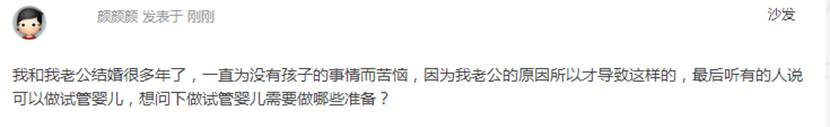 颜颜颜 发表于 刚刚
沙发
我和我老公结婚很多年了，一直为没有孩子的事情而苦恼，因为我老公的原因所以才导致这样的，最后听有的人说
可以做试管婴儿，想问下做试管婴儿需要做哪些准备？